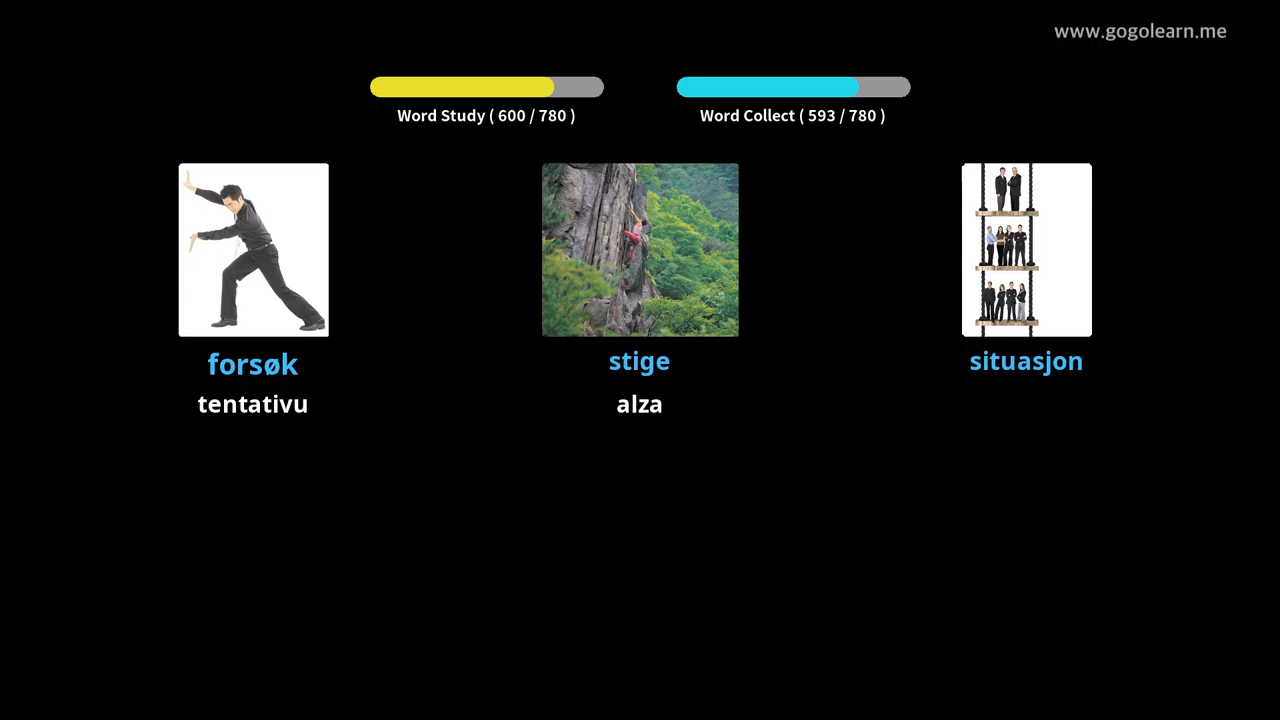 www.gogolearn.me
Word Study ( 600 / 780 )
Word Collect ( 593 / 780 )
forsøk
stige
situasjon
tentativu
alza